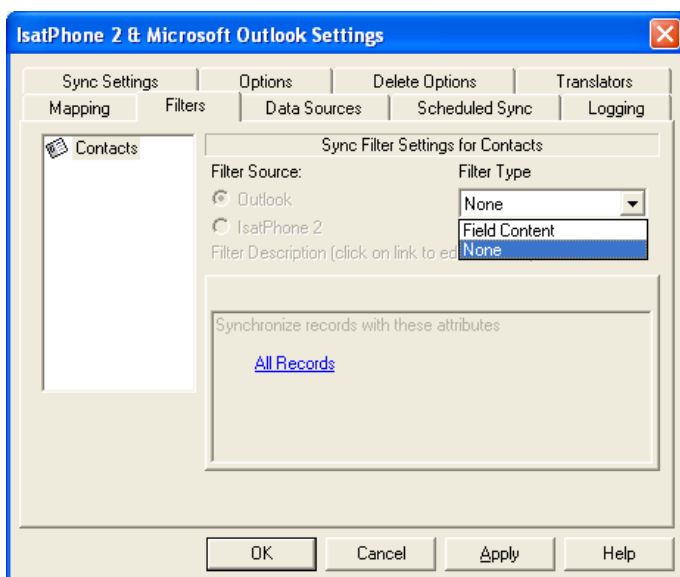 IsatPhone 2 & Microsoft Outlook Settings
Sync Settings Options Delete Options Translators
Mapping Filters Data Sources Scheduled Sync Logging
Contacts
Sync Filter Settings for Contacts
Filter Source: Filter Type
Outlook None
IsatPhone 2 Field Content
Filter Description (click on link to ed None
Synchronize records with these attributes
All Records
OK Cancel Apply Help